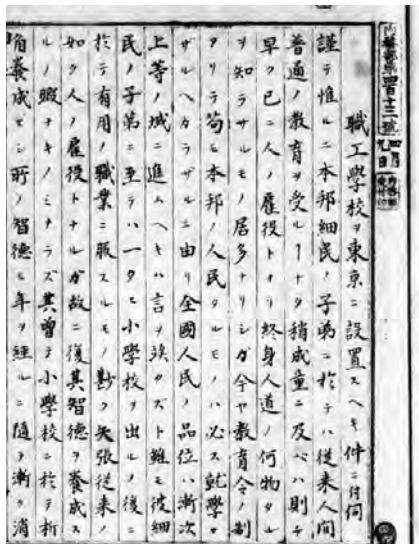 職工學校ヲ東京ニ設置スヘキ件ニ付伺
謹テ惟ルニ本邦細民ノ子弟ニ於テハ従来人間
普通ノ教育ヲ受ルヿナク稍成童ニ及ベハ則チ
早ク已ニ人ノ雇役トナリ終身人道ノ何物タル
ヲ知ラサルモノ居多ナリシガ今ヤ教育令ノ制
アリテ苟モ本邦ノ人民タルモノハ必ス就學セ
ザルヘカラザルニ由リ全國人民ノ品位ハ漸次
上等ノ域ニ進ムヘキハ言ヲ竢タズト雖モ彼細
民ノ子弟ニ至テハ一タヒ小學校ヲ出ルノ後ニ
於テ有用ノ職業ニ服スルモノ尠ク矢張従来ノ
如ク人ノ雇役トナルガ故ニ復其智徳ヲ養成ス
ルノ暇ナキノミナラズ其曽テ小學校ニ於テ折
角養成セシ所ノ智徳モ年ヲ経ルニ随ヲ漸ク消